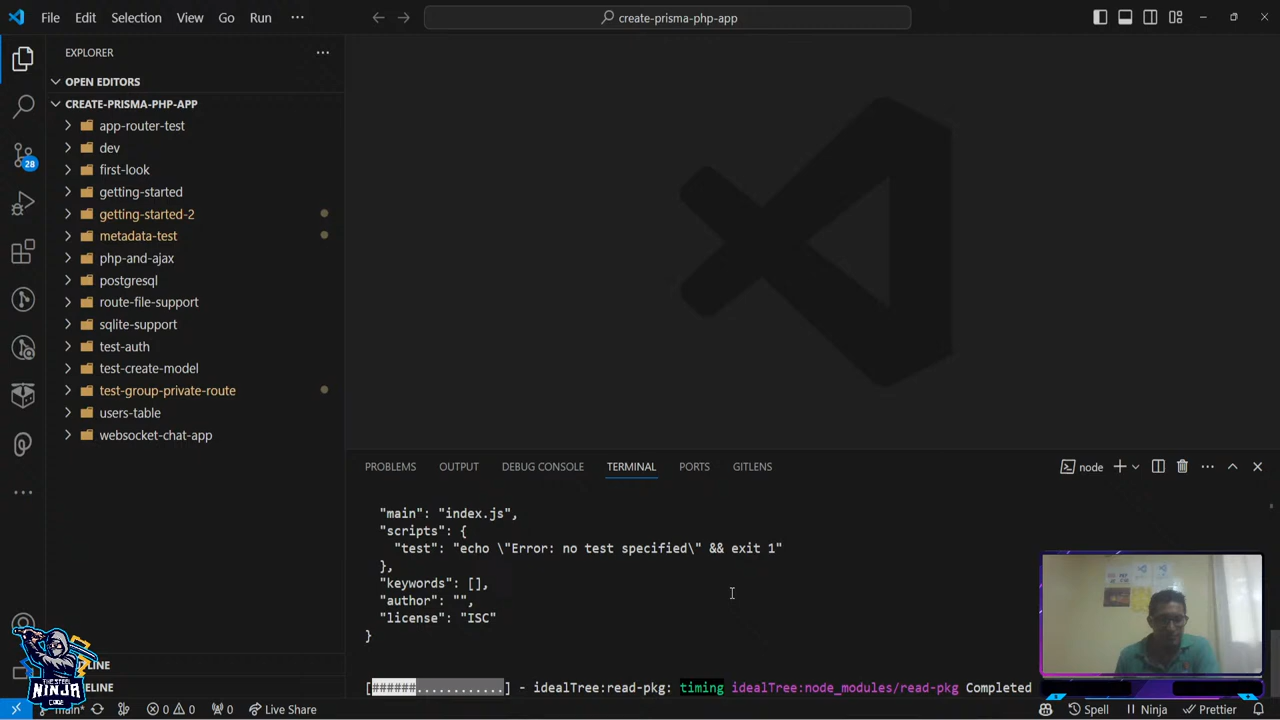 File Edit Selection View Go Run ···
create-prisma-php-app
EXPLORER
OPEN EDITORS
CREATE-PRISMA-PHP-APP
app-router-test
dev
first-look
getting-started
getting-started-2
metadata-test
php-and-ajax
postgresql
route-file-support
sqlite-support
test-auth
test-create-model
test-group-private-route
users-table
websocket-chat-app
28
PROBLEMS OUTPUT DEBUG CONSOLE TERMINAL PORTS GITLENS
node
"main": "index.js",
"scripts": {
"test": "echo \"Error: no test specified\" && exit 1"
},
"keywords": [],
"author": "",
"license": "ISC"
}
[######............] - idealTree:read-pkg: timing idealTree:node_modules/read-pkg Completed
LINE
ELINE
NINJA
CODE
main*
0 0
0
Live Share
Spell
Ninja
Prettier